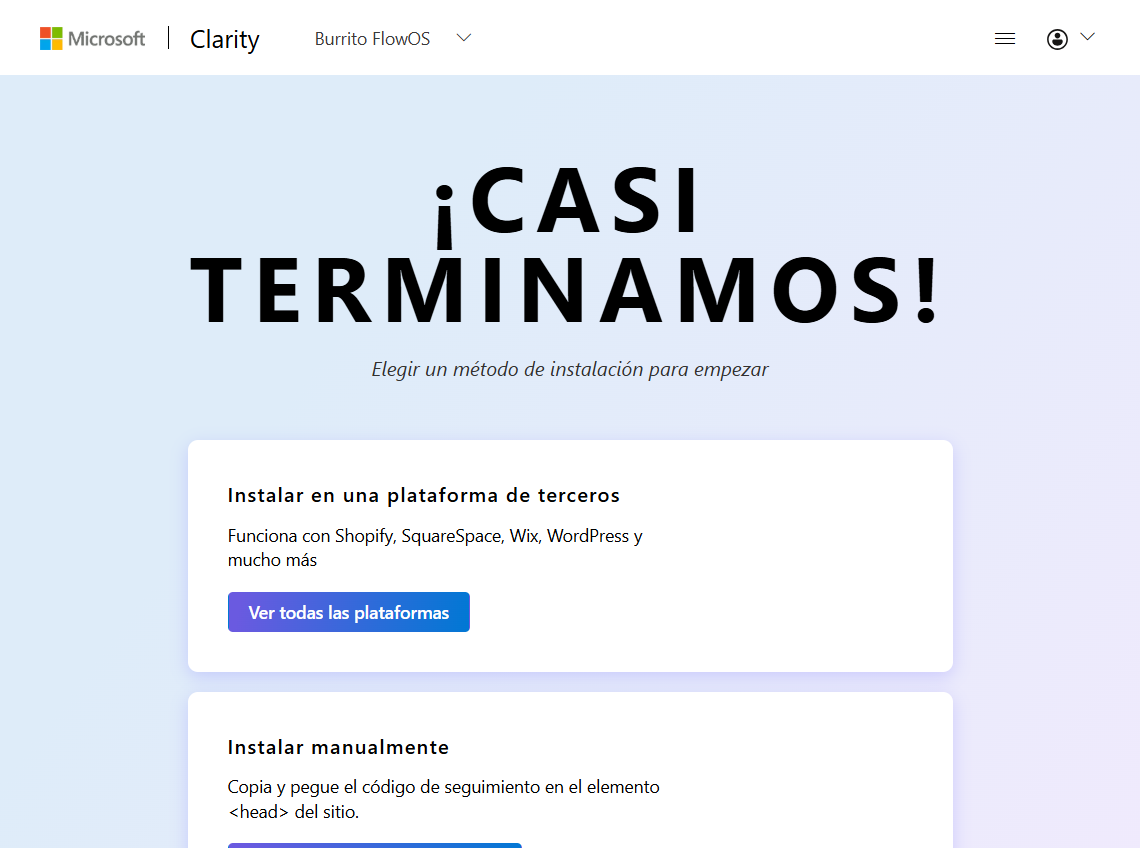 Microsoft | Clarity Burrito FlowOS
¡CASI
TERMINAMOS!
Elegir un método de instalación para empezar
Instalar en una plataforma de terceros
Funciona con Shopify, SquareSpace, Wix, WordPress y
mucho más
Ver todas las plataformas
Instalar manualmente
Copia y pegue el código de seguimiento en el elemento
<head> del sitio.